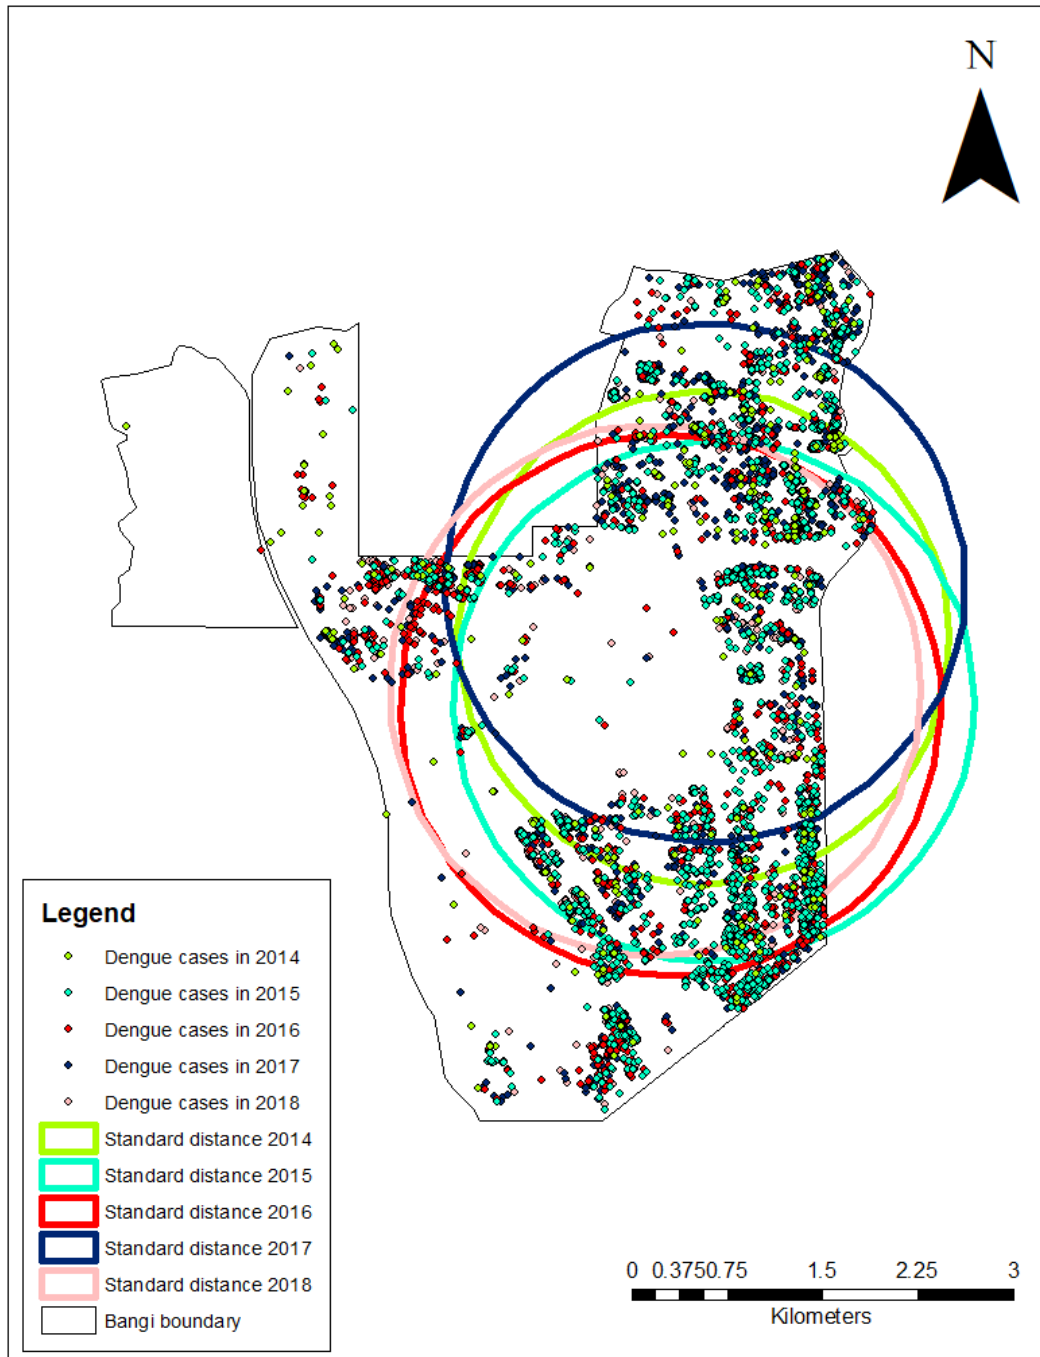 N
Legend
Dengue cases in 2014
Dengue cases in 2015
Dengue cases in 2016
Dengue cases in 2017
Dengue cases in 2018
Standard distance 2014
Standard distance 2015
Standard distance 2016
Standard distance 2017
Standard distance 2018
Bangi boundary
0 0.3750.75 1.5 2.25 3
Kilometers